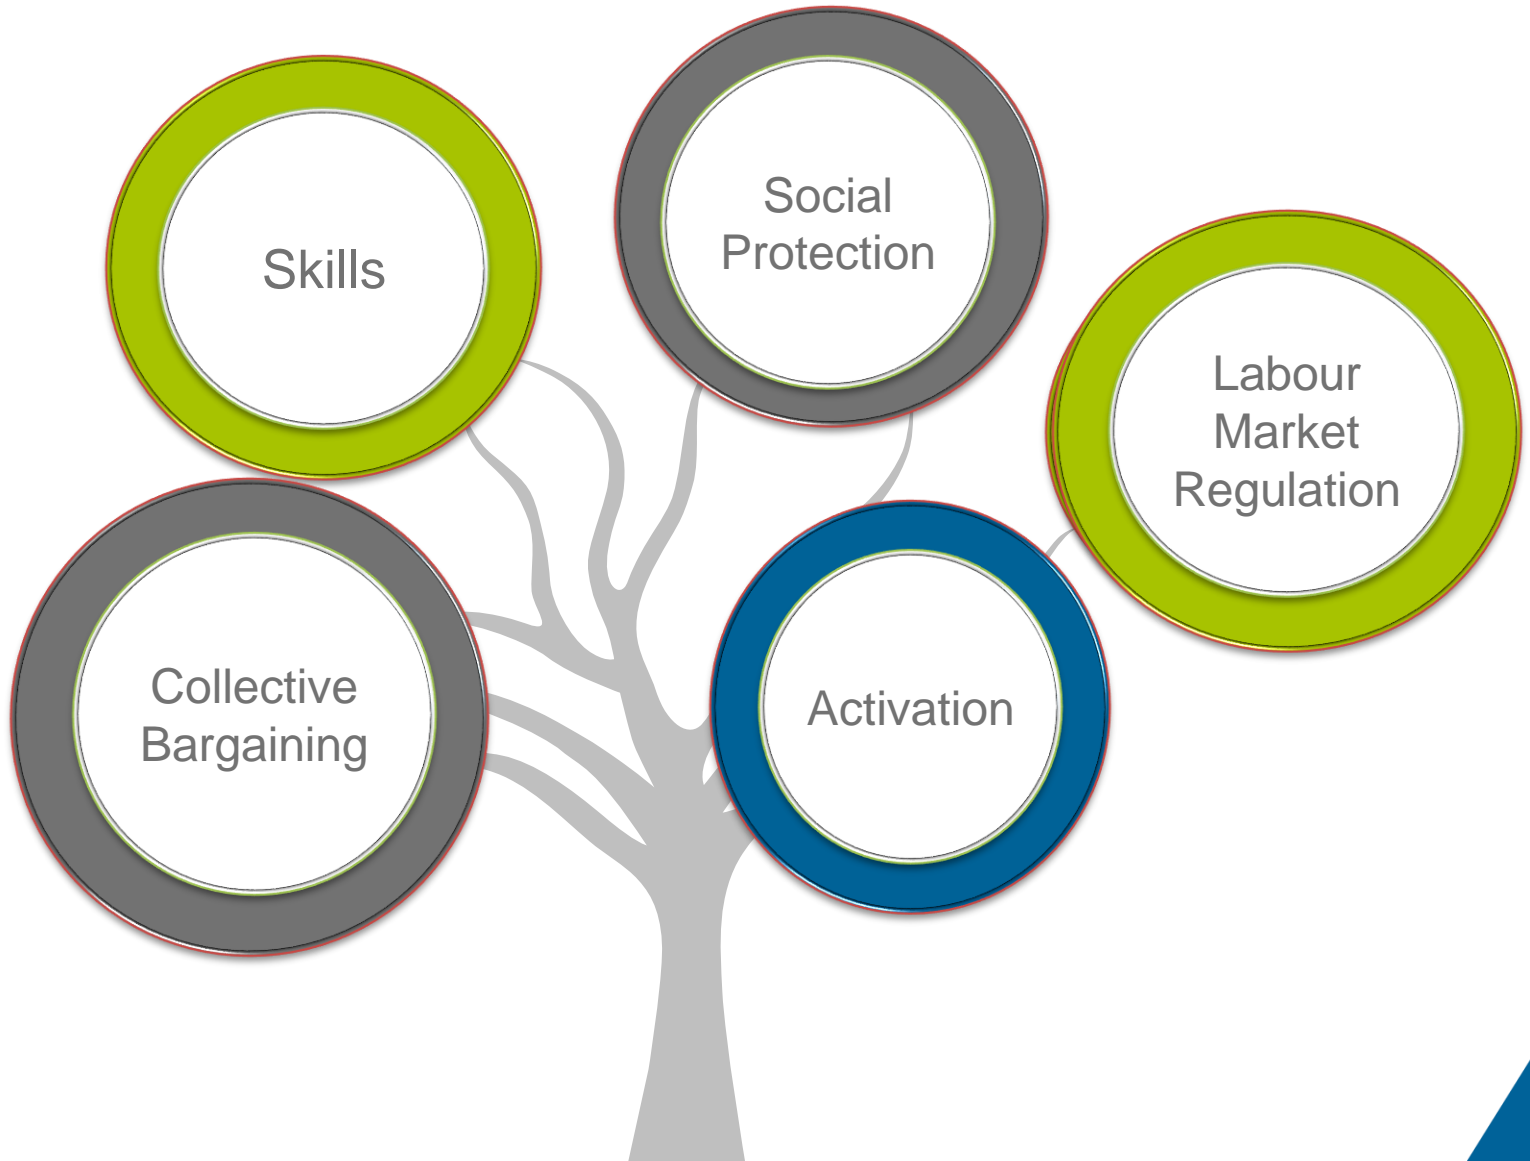 Skills
Social
Protection
Labour
Market
Regulation
Collective
Bargaining
Activation